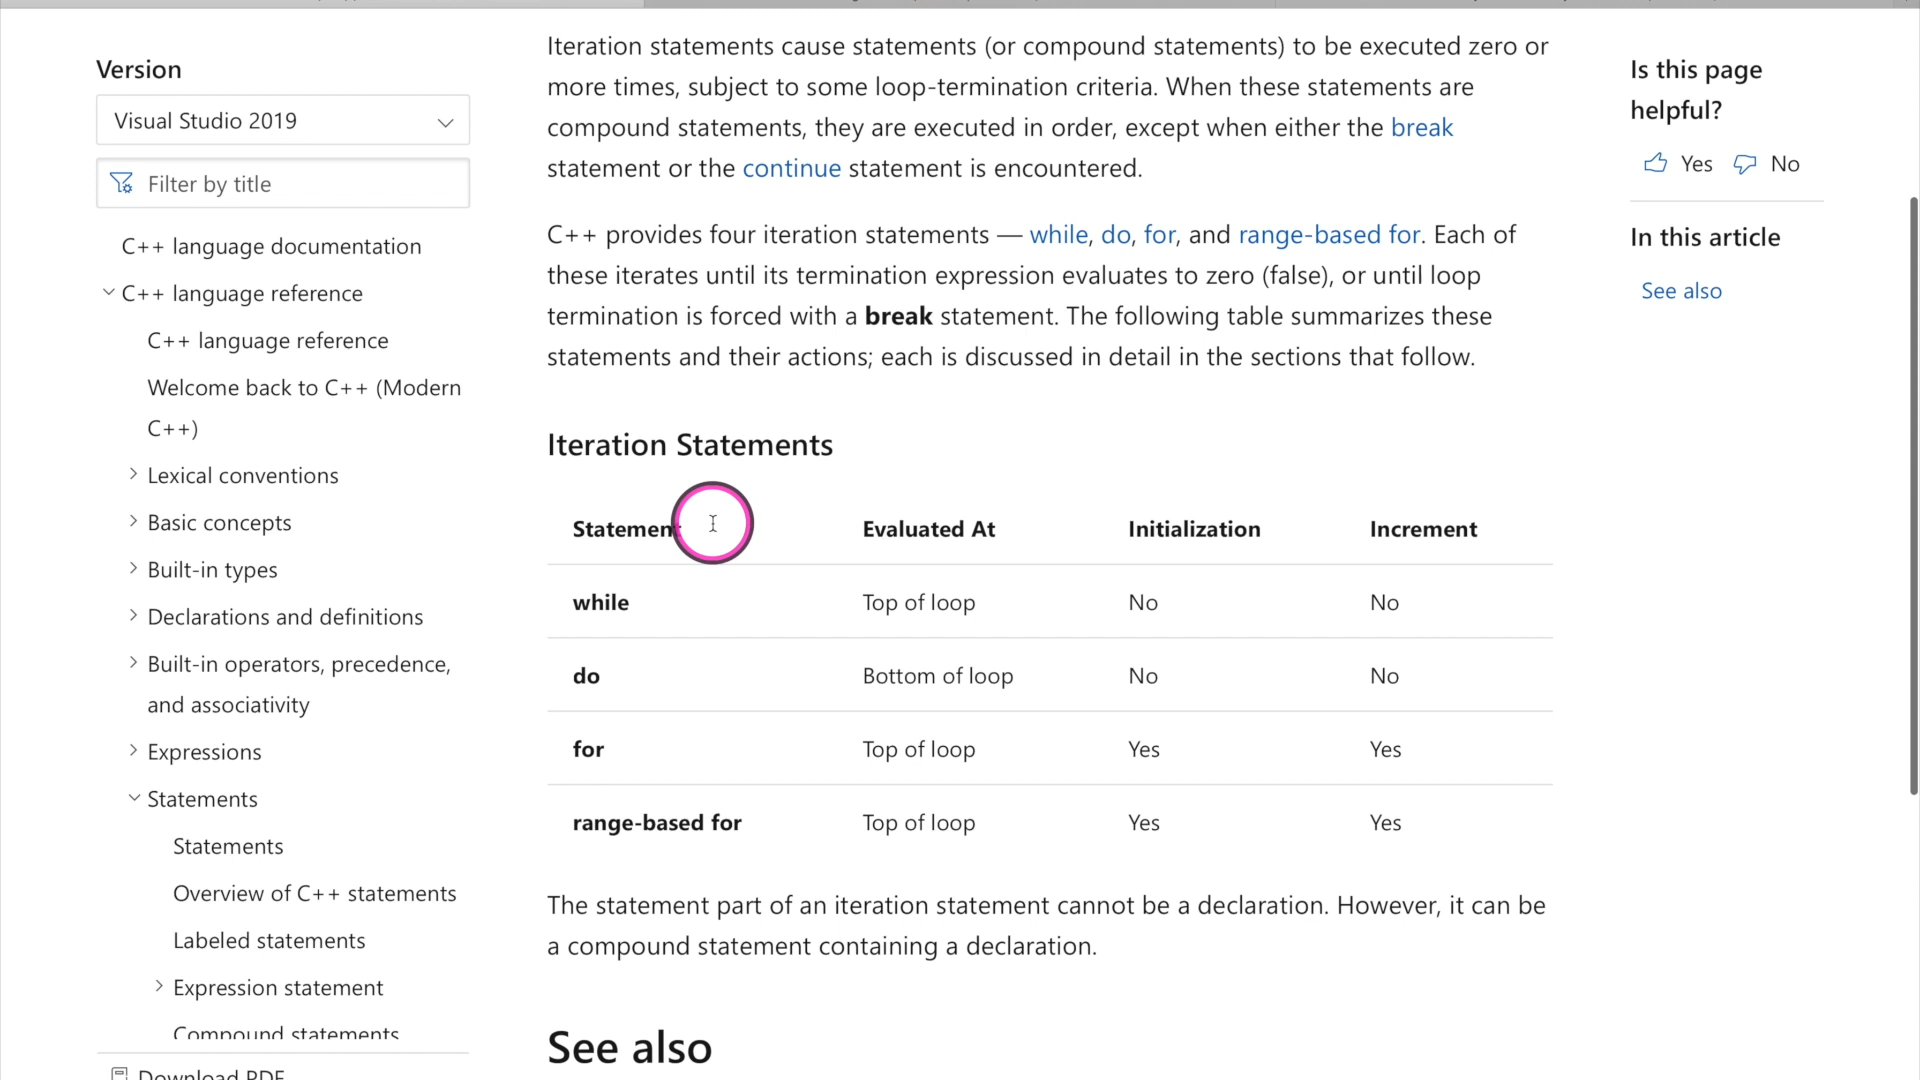 Version
Visual Studio 2019
Filter by title
C++ language documentation
C++ language reference
C++ language reference
Welcome back to C++ (Modern
C++)
Lexical conventions
Basic concepts
Built-in types
Declarations and definitions
Built-in operators, precedence,
and associativity
Expressions
Statements
Statements
Overview of C++ statements
Labeled statements
Expression statement
Compound statements
Download PDF
Iteration statements cause statements (or compound statements) to be executed zero or
more times, subject to some loop-termination criteria. When these statements are
compound statements, they are executed in order, except when either the break
statement or the continue statement is encountered.
C++ provides four iteration statements — while, do, for, and range-based for. Each of
these iterates until its termination expression evaluates to zero (false), or until loop
termination is forced with a break statement. The following table summarizes these
statements and their actions; each is discussed in detail in the sections that follow.
Iteration Statements
Statement Evaluated At Initialization Increment
while Top of loop No No
do Bottom of loop No No
for Top of loop Yes Yes
range-based for Top of loop Yes Yes
The statement part of an iteration statement cannot be a declaration. However, it can be
a compound statement containing a declaration.
See also
Is this page
helpful?
Yes No
In this article
See also